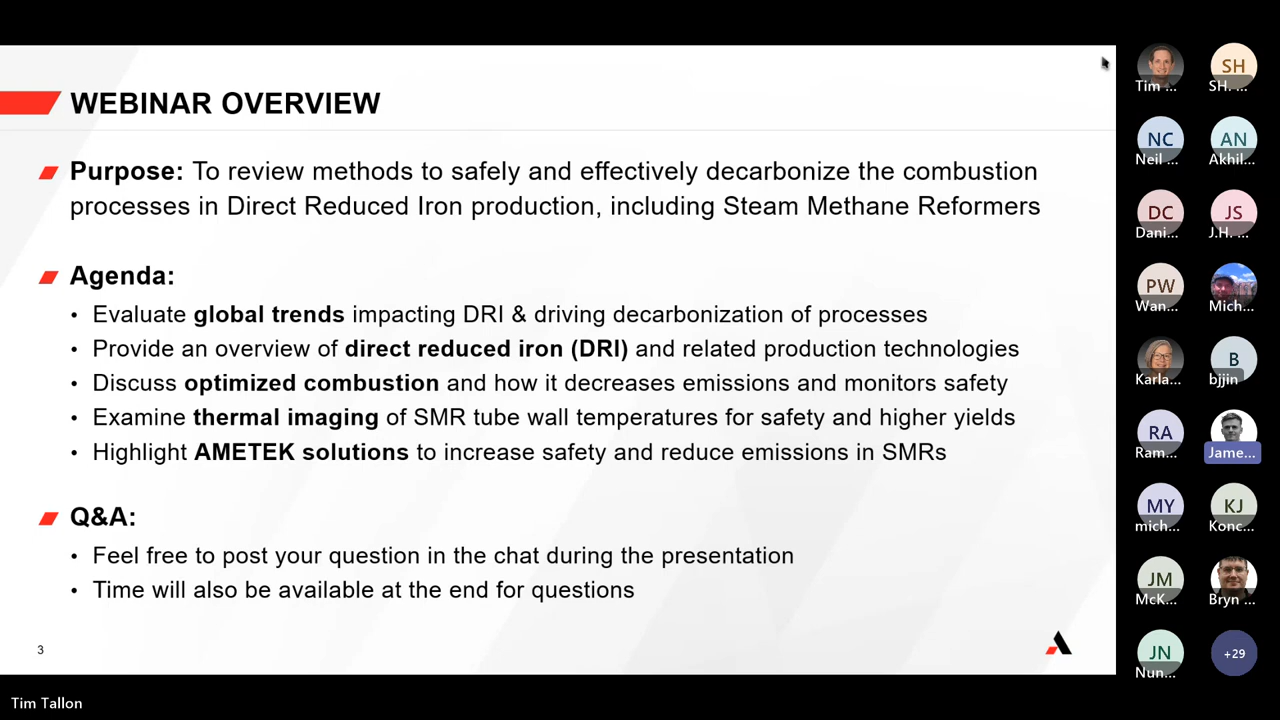 WEBINAR OVERVIEW
Purpose: To review methods to safely and effectively decarbonize the combustion
processes in Direct Reduced Iron production, including Steam Methane Reformers
Agenda:
• Evaluate global trends impacting DRI & driving decarbonization of processes
• Provide an overview of direct reduced iron (DRI) and related production technologies
• Discuss optimized combustion and how it decreases emissions and monitors safety
• Examine thermal imaging of SMR tube wall temperatures for safety and higher yields
• Highlight AMETEK solutions to increase safety and reduce emissions in SMRs
Q&A:
• Feel free to post your question in the chat during the presentation
• Time will also be available at the end for questions
3
Tim ...
SH
SH. ...
NC
Neil ...
AN
Akhil...
DC
Dani...
JS
J.H. ...
PW
Wan...
Mich...
Karla...
B
bjjin
RA
Ram...
Jame...
MY
mich...
KJ
Konc...
JM
McK...
Bryn ...
JN
Nun...
+29
Tim Tallon